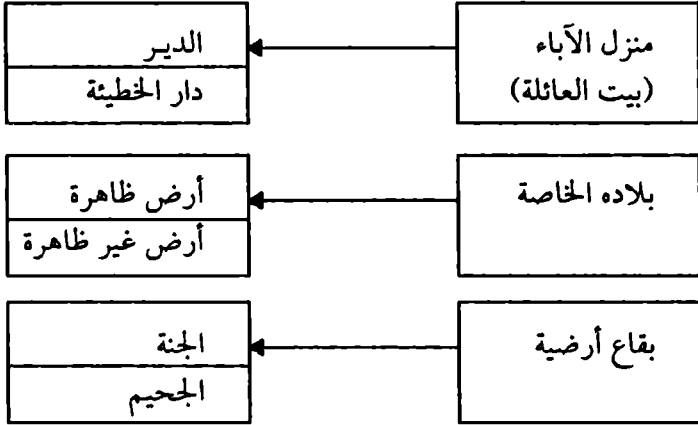 منزل الآباء
(بيت العائلة)
الدير
دار الخطيئة
بلاده الخاصة
أرض ظاهرة
أرض غير ظاهرة
بقاع أرضية
الجنة
الجحيم